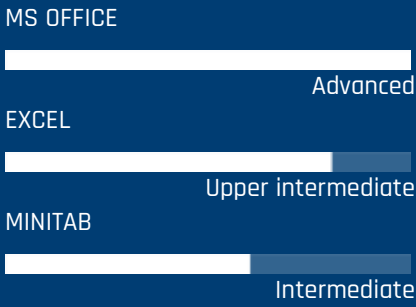 MS OFFICE
Advanced
EXCEL
Upper intermediate
MINITAB
Intermediate